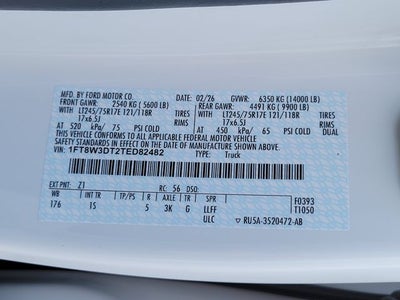 MFD. BY FORD MOTOR CO. 02/26 GVWR: 6350 KG (14000 LB)
FRONT GAWR: 2540 KG (5600 LB) REAR GAWR: 4491 KG (9900 LB)
WITH LT245/75R17E 121/118R TIRES WITH LT245/75R17E 121/118R TIRES
17x6.5J RIMS 17x6.5J RIMS
AT 520 kPa/ 75 PSI COLD AT 450 kPa/ 65 PSI COLD DUAL
THIS VEHICLE CONFORMS TO ALL APPLICABLE FEDERAL MOTOR VEHICLE
SAFETY STANDARDS IN EFFECT ON THE DATE OF MANUFACTURE SHOWN ABOVE.
VIN: 1FT8W3DT2TED82482 TYPE: Truck
EXT PNT: Z1 RC: 56 DSO: F0393
WB INT TR TP/PS R AXLE TR SPR T1050
176 IS 5 3K G LLFF
ULC RU5A-3520472-AB